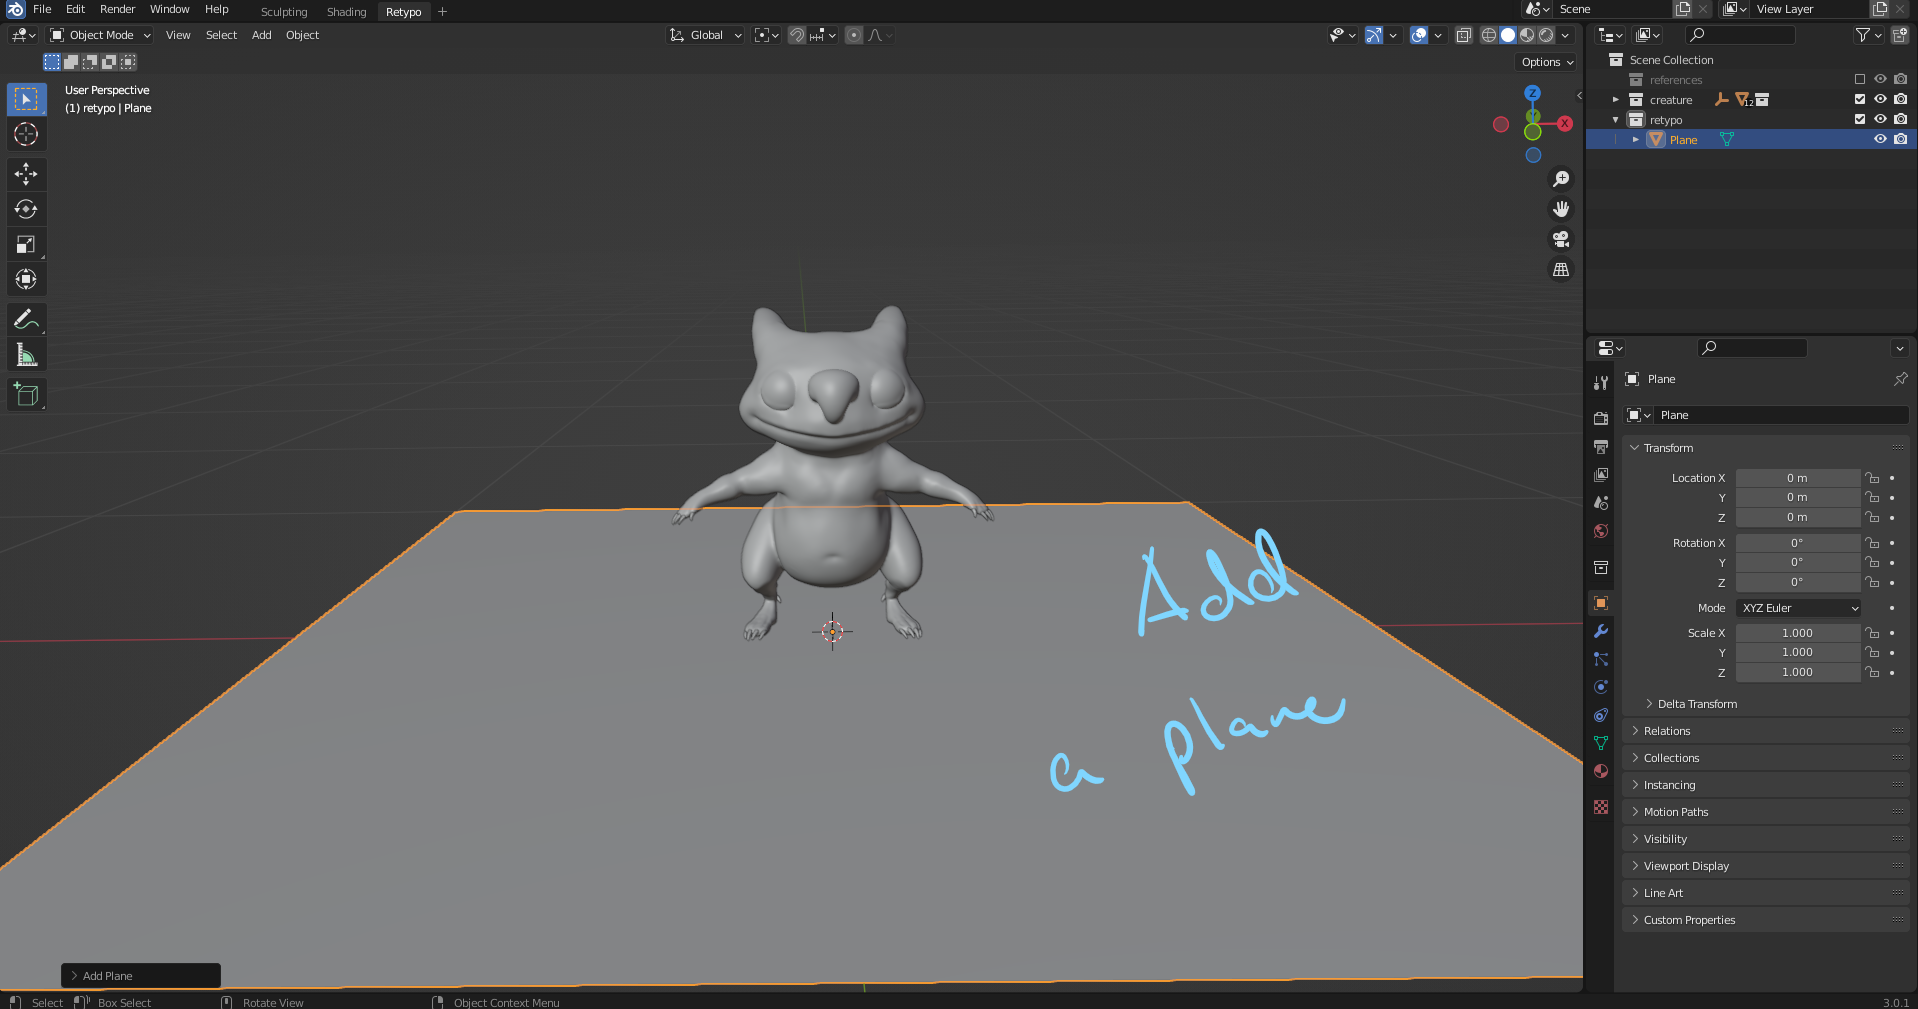 File Edit Render Window Help Sculpting Shading Retypo + Scene View Layer
Object Mode View Select Add Object Global
Options
User Perspective
(1) retypo | Plane
Z
Y
X
Scene Collection
references
creature 12
retypo
Plane
Plane
Plane
Transform
Location X 0 m
Y 0 m
Z 0 m
Rotation X 0°
Y 0°
Z 0°
Mode XYZ Euler
Scale X 1.000
Y 1.000
Z 1.000
Delta Transform
Relations
Collections
Instancing
Motion Paths
Visibility
Viewport Display
Line Art
Custom Properties
Add
a plane
Add Plane
Select Box Select Rotate View Object Context Menu 3.0.1